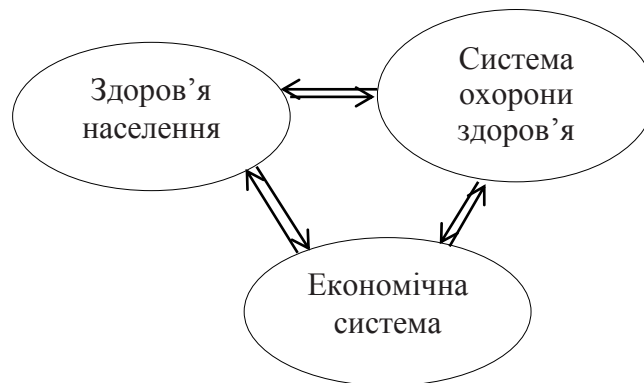 Здоров’я
населення
Система
охорони
здоров’я
Економічна
система